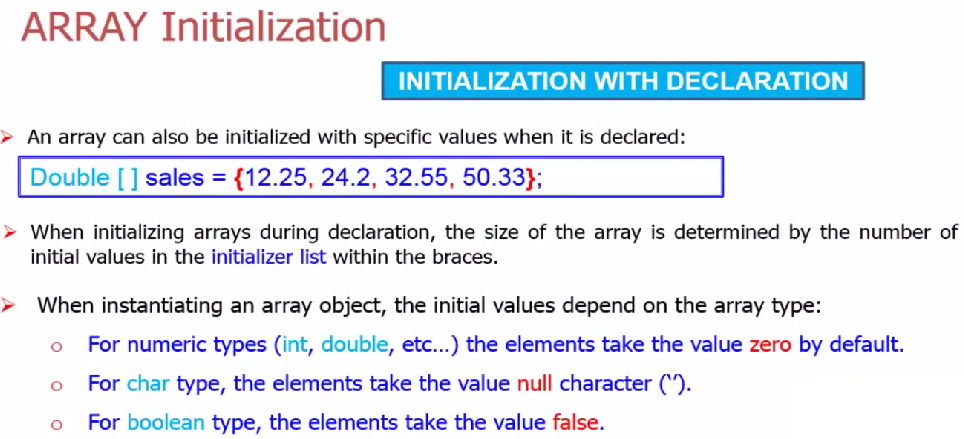 ARRAY Initialization
INITIALIZATION WITH DECLARATION
➢ An array can also be initialized with specific values when it is declared:
Double [ ] sales = {12.25, 24.2, 32.55, 50.33};
➢ When initializing arrays during declaration, the size of the array is determined by the number of
initial values in the initializer list within the braces.
➢ When instantiating an array object, the initial values depend on the array type:
o For numeric types (int, double, etc...) the elements take the value zero by default.
o For char type, the elements take the value null character (‘’).
o For boolean type, the elements take the value false.